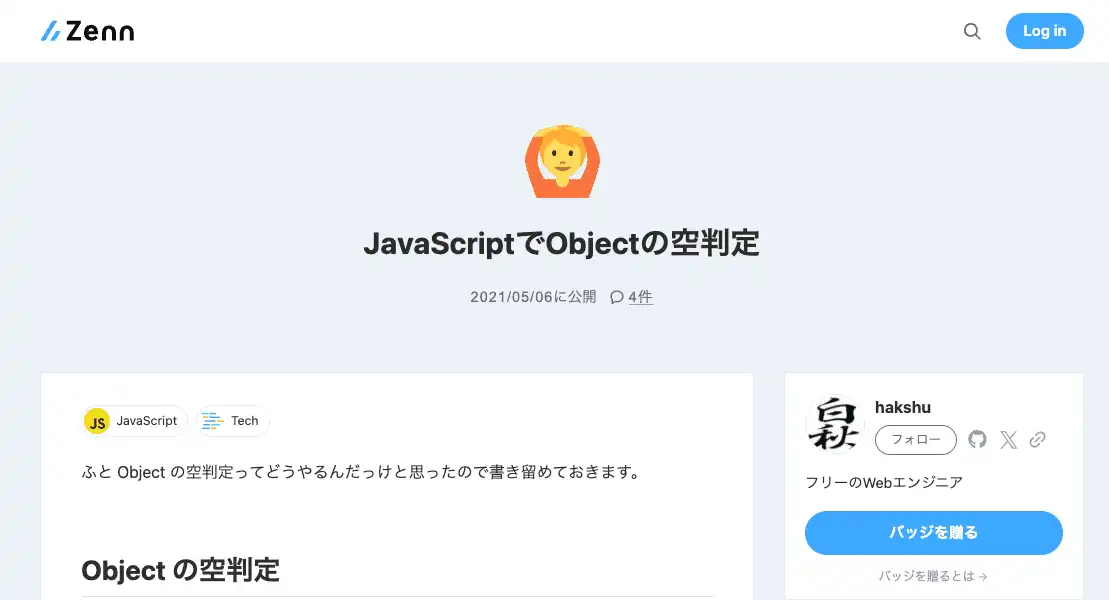 Zenn
Log in
JavaScriptでObjectの空判定
2021/05/06に公開 4件
JS JavaScript Tech
ふと Object の空判定ってどうやるんだっけと思ったので書き留めておきます。
Object の空判定
白秋
hakshu
フォロー
フリーのWebエンジニア
バッジを贈る
バッジを贈るとは→